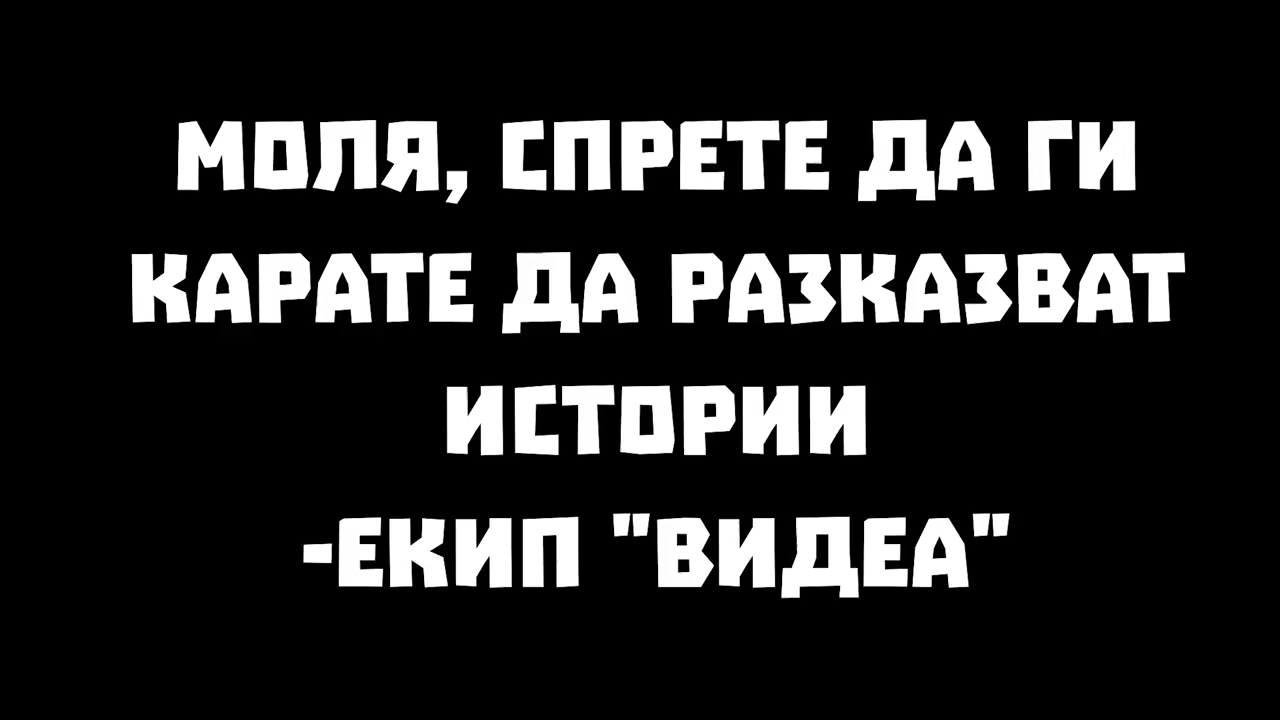 МОЛЯ, СПРЕТЕ ДА ГИ
КАРАТЕ ДА РАЗКАЗВАТ
ИСТОРИИ
-ЕКИП "ВИДЕА"